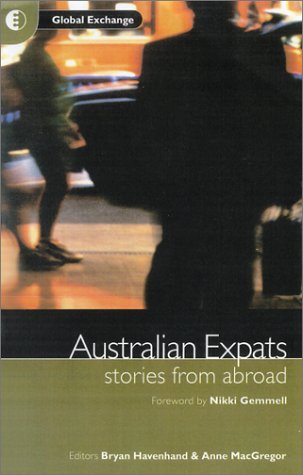 Global Exchange
Australian Expats
stories from abroad
Foreword by Nikki Gemmell
Editors Bryan Havenhand & Anne MacGregor